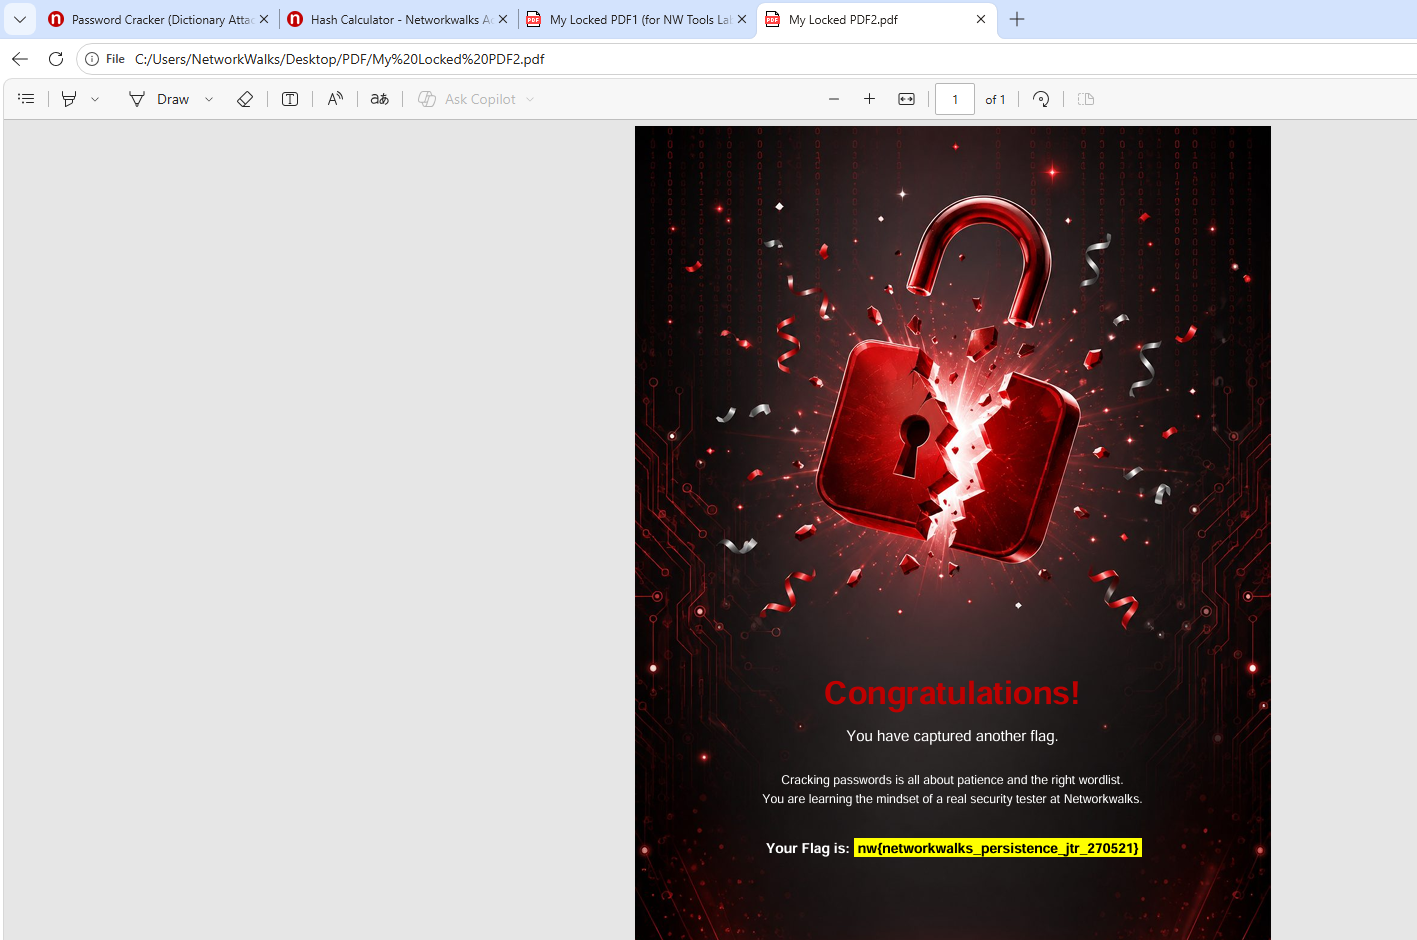 Password Cracker (Dictionary Atta
Hash Calculator - Networkwalks A
My Locked PDF1 (for NW Tools La
My Locked PDF2.pdf
File
C:/Users/NetworkWalks/Desktop/PDF/My%20Locked%20PDF2.pdf
Draw
Ask Copilot
1
of 1
Congratulations!
You have captured another flag.
Cracking passwords is all about patience and the right wordlist.
You are learning the mindset of a real security tester at Networkwalks.
Your Flag is: nw{networkwalks_persistence_jtr_270521}